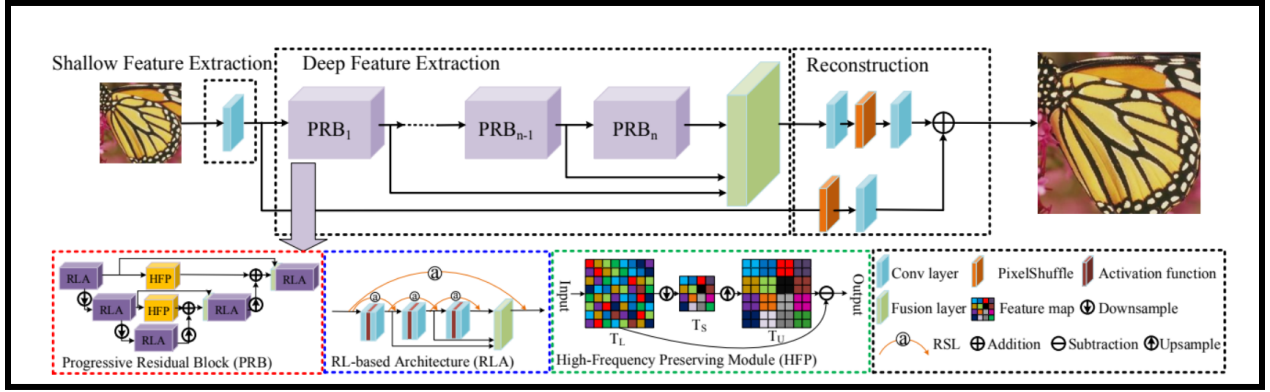 Shallow Feature Extraction
Deep Feature Extraction
Reconstruction
PRB1
PRBn-1
PRBn
RLA
HFP
RLA
RLA
HFP
RLA
RLA
Progressive Residual Block (PRB)
ⓐ
ⓐ
ⓐ
ⓐ
RL-based Architecture (RLA)
Input
TL
TS
TU
Output
High-Frequency Preserving Module (HFP)
Conv layer
PixelShuffle
Activation function
Fusion layer
Feature map
Downsample
ⓐ RSL
Addition
Subtraction
Upsample